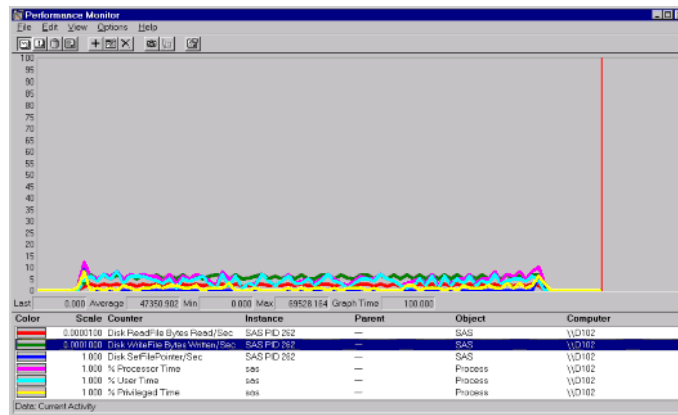 Performance Monitor
File Edit View Options Help
100
95
90
85
80
75
70
65
60
55
50
45
40
35
30
25
20
15
10
5
0
Last 0.000 Average 47350.902 Min 0.000 Max 69528.164 Graph Time 100.000
Color Scale Counter Instance Parent Object Computer
0.0000100 Disk ReadFile Bytes Read/Sec SAS PID 262 — SAS \\D102
0.0001000 Disk WriteFile Bytes Written/Sec SAS PID 262 — SAS \\D102
1.000 Disk SetFilePointer/Sec SAS PID 262 — SAS \\D102
1.000 % Processor Time sas — Process \\D102
1.000 % User Time sas — Process \\D102
1.000 % Privileged Time sas — Process \\D102
Data: Current Activity